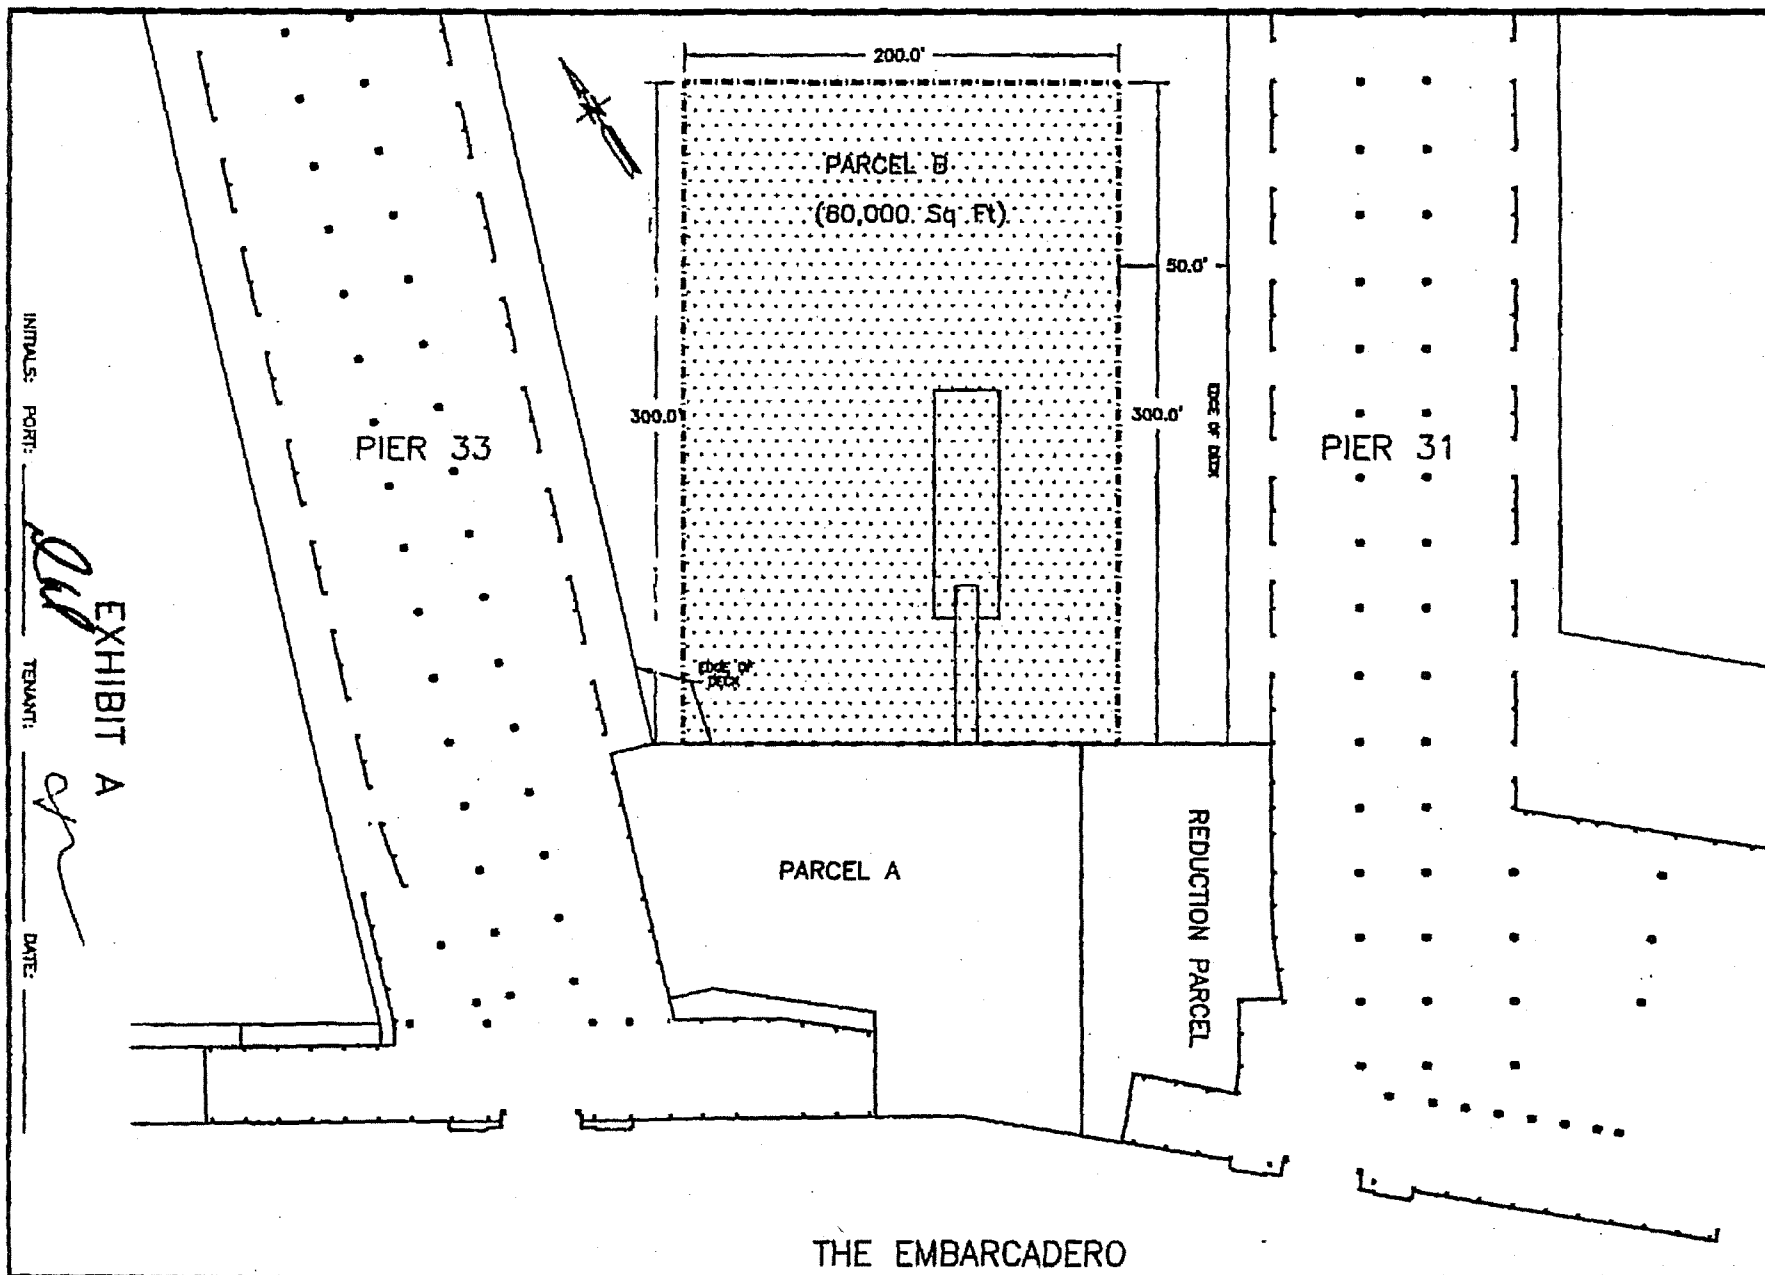 200.0'
PARCEL B
(60,000. Sq Ft)
50.0'
300.0'
300.0'
EDGE OF DECK
PIER 33
PIER 31
EDGE OF
DECK
PARCEL A
REDUCTION PARCEL
THE EMBARCADERO
EXHIBIT A
INITIALS: PORT: TENANT: DATE: